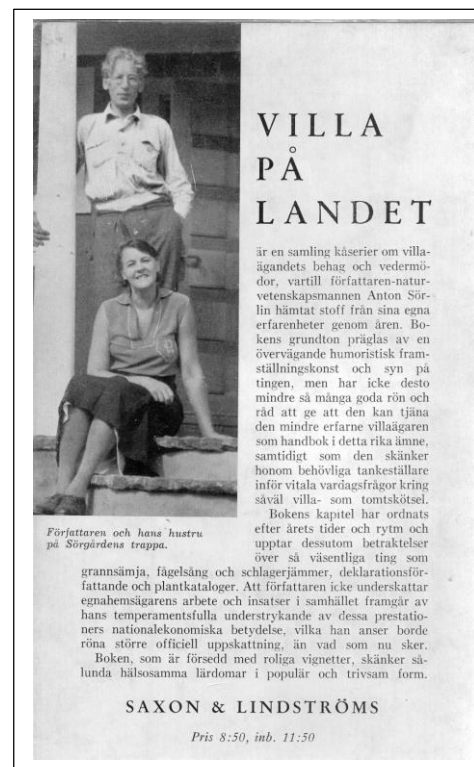 VILLA
PÅ
LANDET
är en samling kåserier om villa-
ägandets behag och vedermö-
dor, vartill författaren-natur-
vetenskapsmannen Anton Sör-
lin hämtat stoff från sina egna
erfarenheter genom åren. Bo-
kens grundton präglas av en
övervägande humoristisk fram-
ställningskonst och syn på
tingen, men har icke desto
mindre så många goda rön och
råd att ge att den kan tjäna
den mindre erfarne villaägaren
som handbok i detta rika ämne,
samtidigt som den skänker
honom behövliga tankeställare
inför vitala vardagsfrågor kring
såväl villa- som tomtskötsel.
Bokens kapitel har ordnats
efter årets tider och rytm och
upptar dessutom betraktelser
över så väsentliga ting som
grannsämja, fågelsång och schlagerjämmer, deklarationsför-
fattande och plantkataloger. Att författaren icke underskattar
egnahemsägarens arbete och insatser i samhället framgår av
hans temperamentsfulla understrykande av dessa prestatio-
ners nationalekonomiska betydelse, vilka han anser borde
röna större officiell uppskattning, än vad som nu sker.
Boken, som är försedd med roliga vignetter, skänker så-
lunda hälsosamma lärdomar i populär och trivsam form.
Författaren och hans hustru
på Sörgårdens trappa.
SAXON & LINDSTRÖMS
Pris 8:50, inb. 11:50